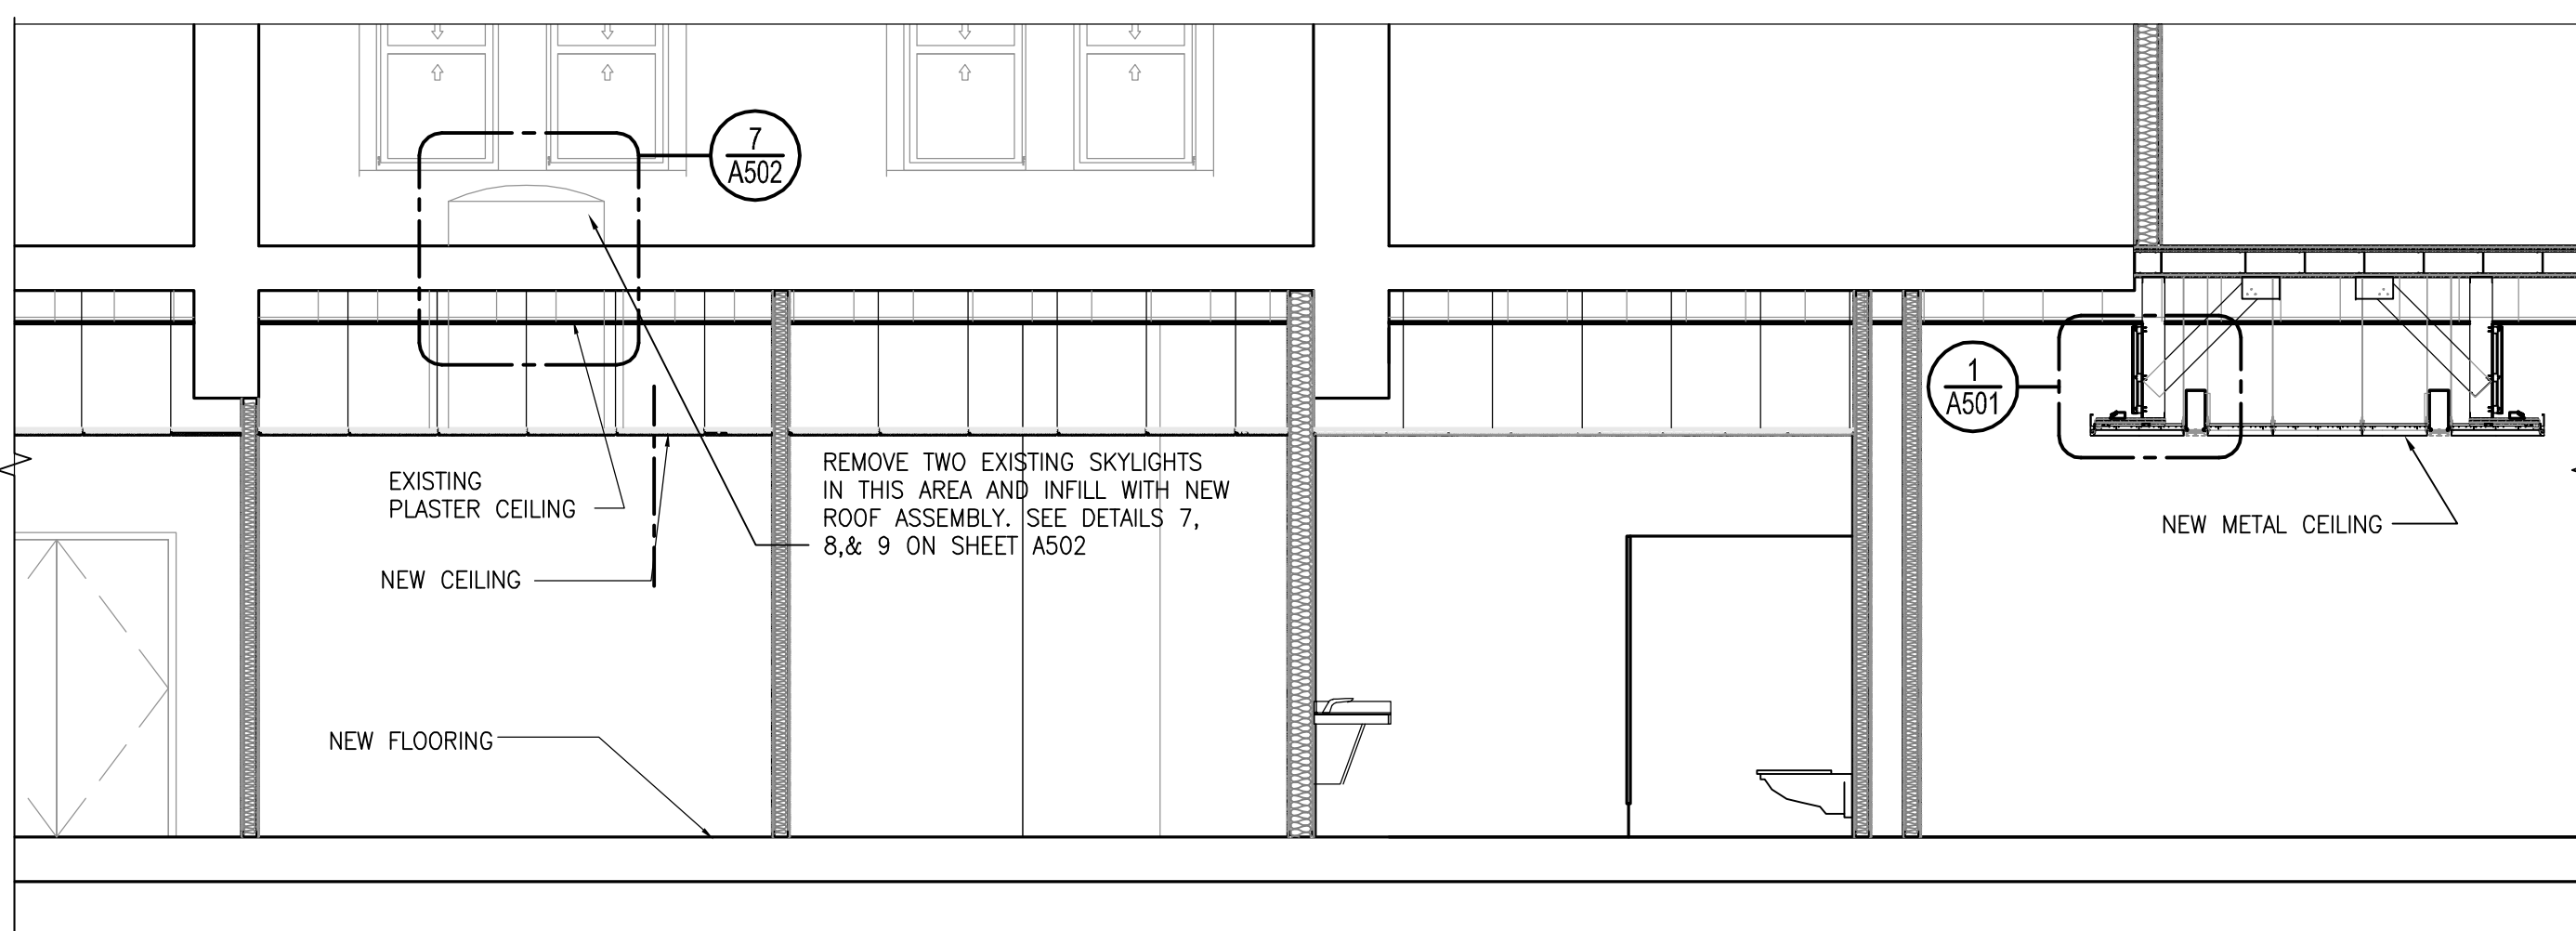 7
A502
1
A501
EXISTING
PLASTER CEILING
REMOVE TWO EXISTING SKYLIGHTS
IN THIS AREA AND INFILL WITH NEW
ROOF ASSEMBLY. SEE DETAILS 7,
8,& 9 ON SHEET A502
NEW METAL CEILING
NEW CEILING
NEW FLOORING